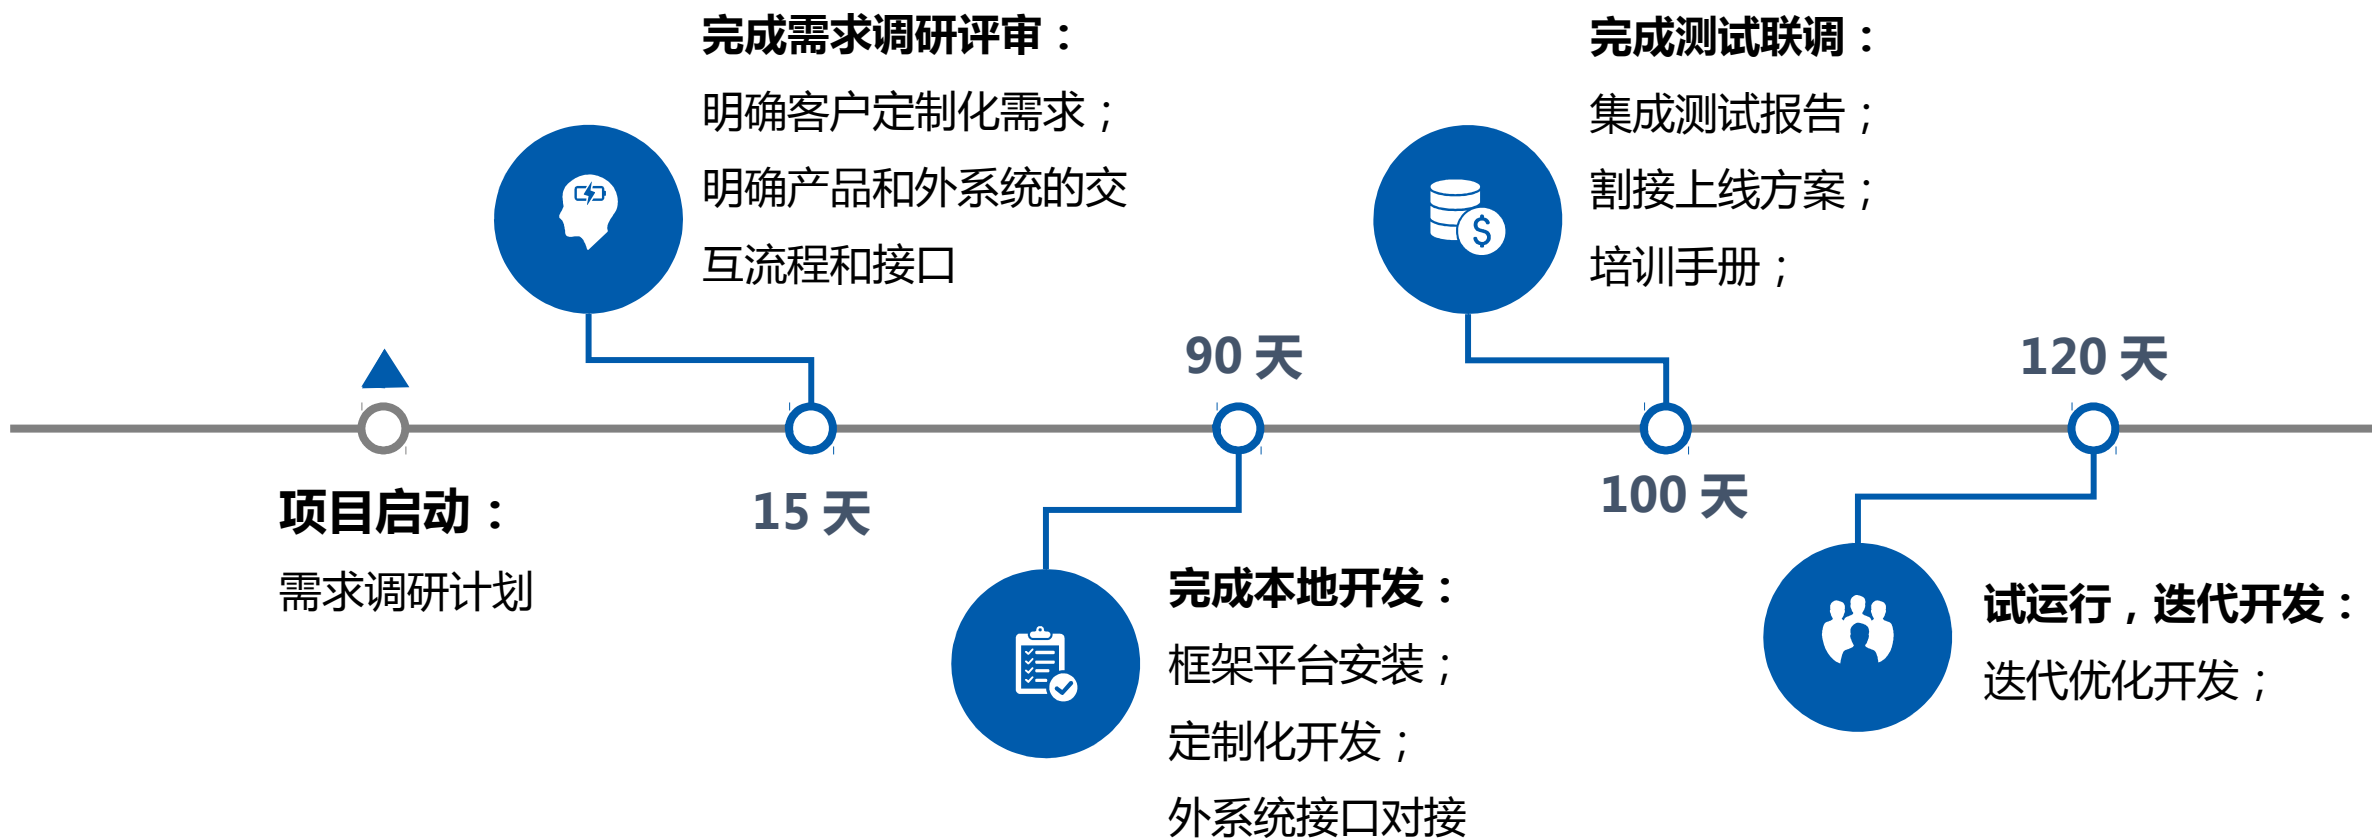 完成需求调研评审：
明确客户定制化需求；
明确产品和外系统的交
互流程和接口
完成测试联调：
集成测试报告；
割接上线方案；
培训手册；
90 天
120 天
项目启动：
需求调研计划
15 天
100 天
完成本地开发：
框架平台安装；
定制化开发；
外系统接口对接
试运行，迭代开发：
迭代优化开发；